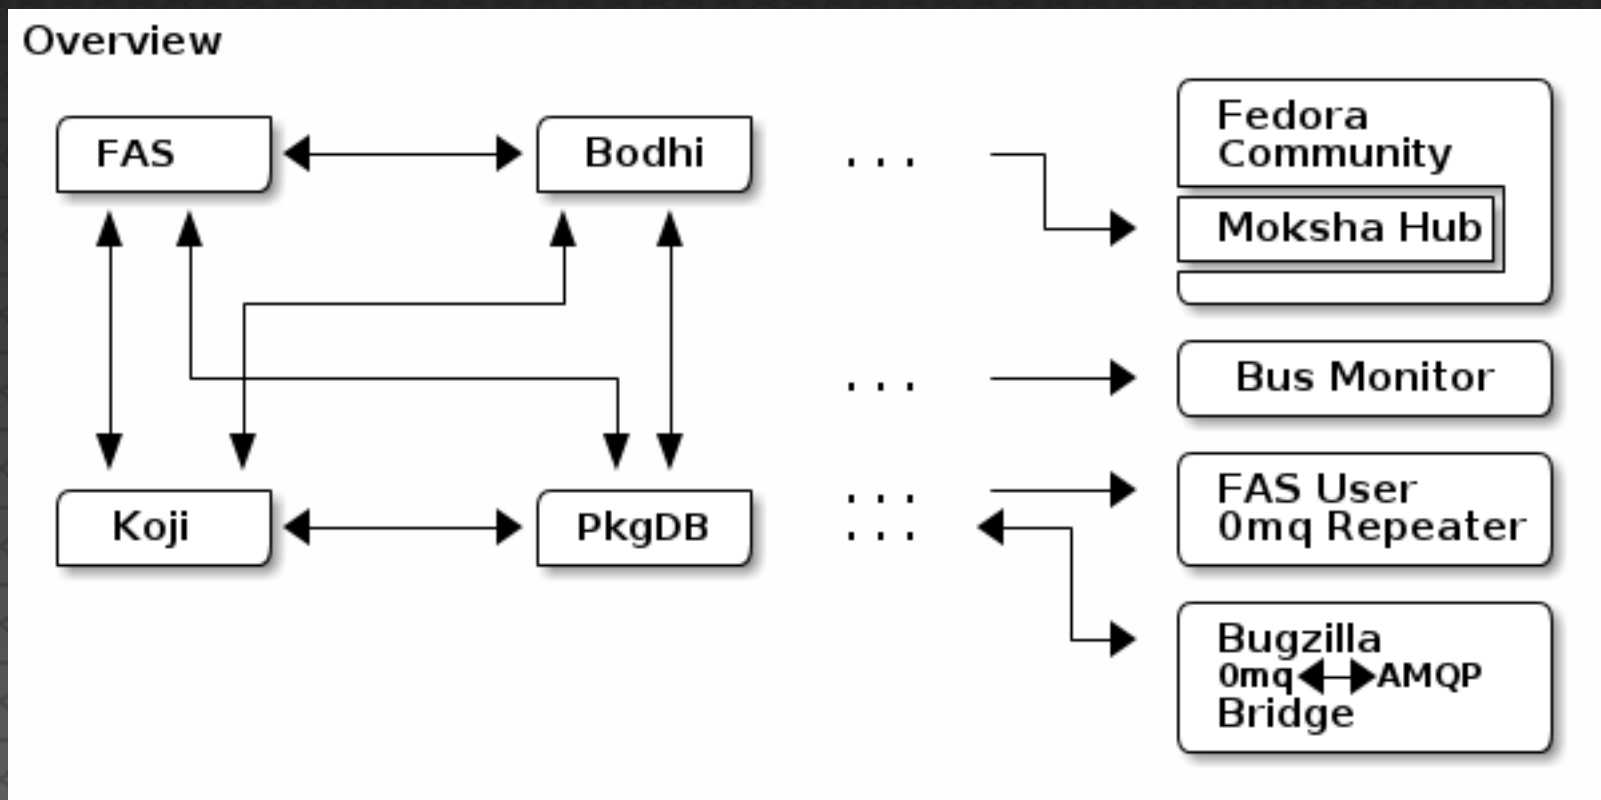 Overview
FAS
Bodhi
...
Fedora
Community
Moksha Hub
...
Bus Monitor
...
FAS User
0mq Repeater
Koji
PkgDB
...
Bugzilla
0mq AMQP
Bridge